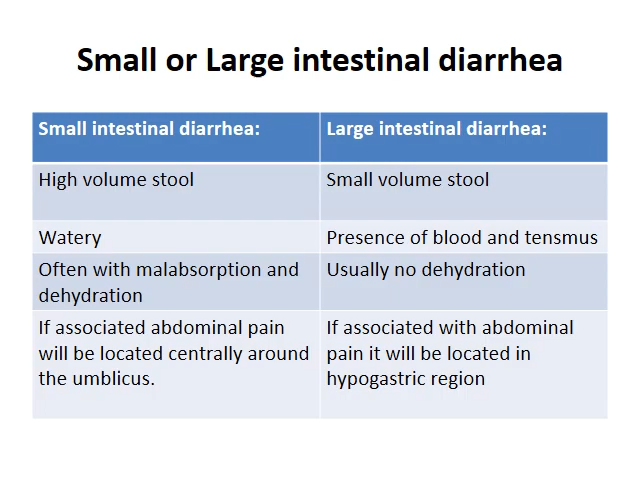 Small or Large intestinal diarrhea
Small intestinal diarrhea:
Large intestinal diarrhea:
High volume stool
Small volume stool
Watery
Presence of blood and tensmus
Often with malabsorption and
dehydration
Usually no dehydration
If associated abdominal pain
will be located centrally around
the umblicus.
If associated with abdominal
pain it will be located in
hypogastric region